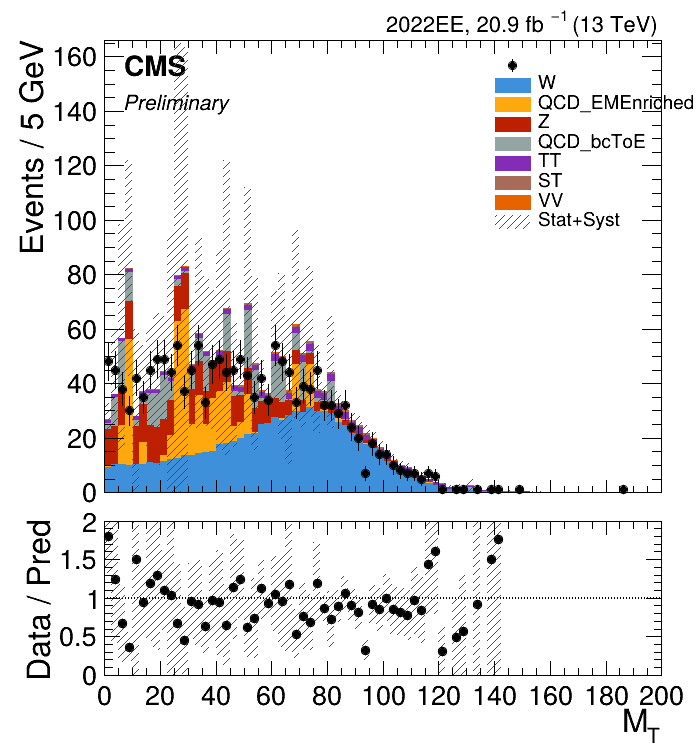 2022EE, 20.9 fb⁻¹ (13 TeV)
CMS
Preliminary
Events / 5 GeV
160
140
120
100
80
60
40
20
0
W
QCD_EMEnriched
Z
QCD_bcToE
TT
ST
VV
Stat+Syst
Data / Pred
2
1.5
1
0.5
0
0 20 40 60 80 100 120 140 160 180 200
M_T